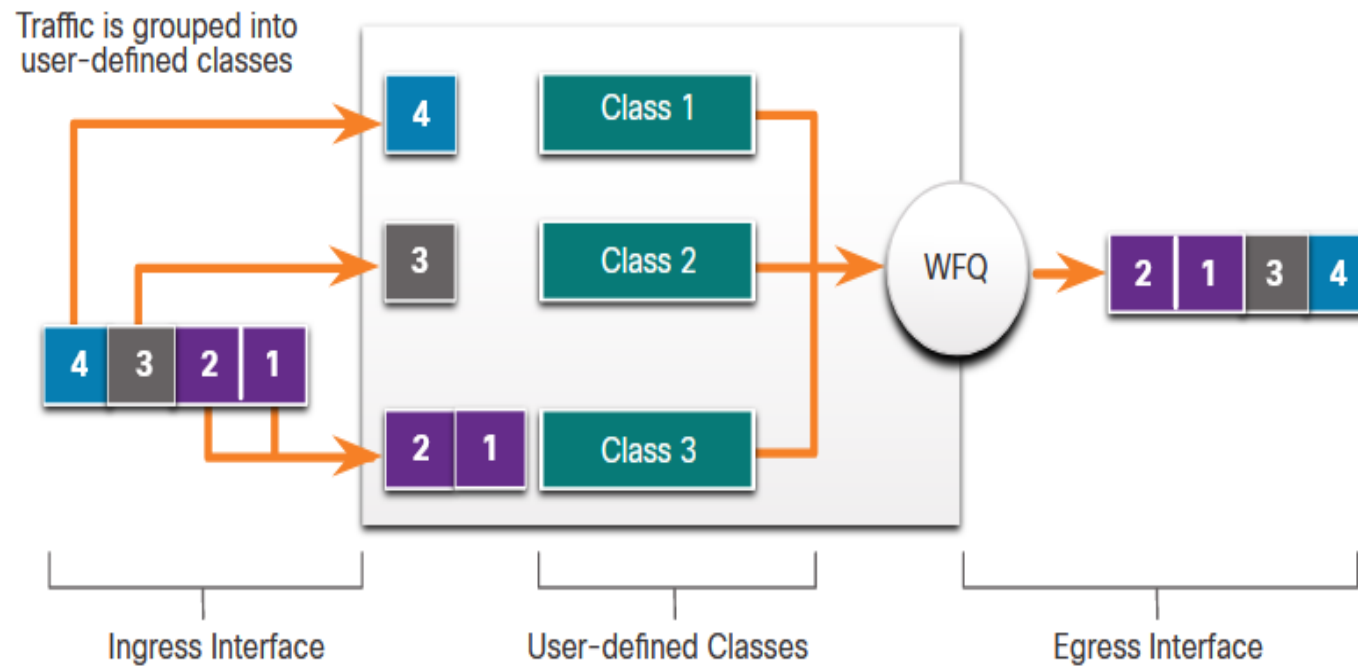 Traffic is grouped into
user-defined classes
4 Class 1
3 Class 2
WFQ
2 1 3 4
4 3 2 1
2 1 Class 3
Ingress Interface User-defined Classes Egress Interface